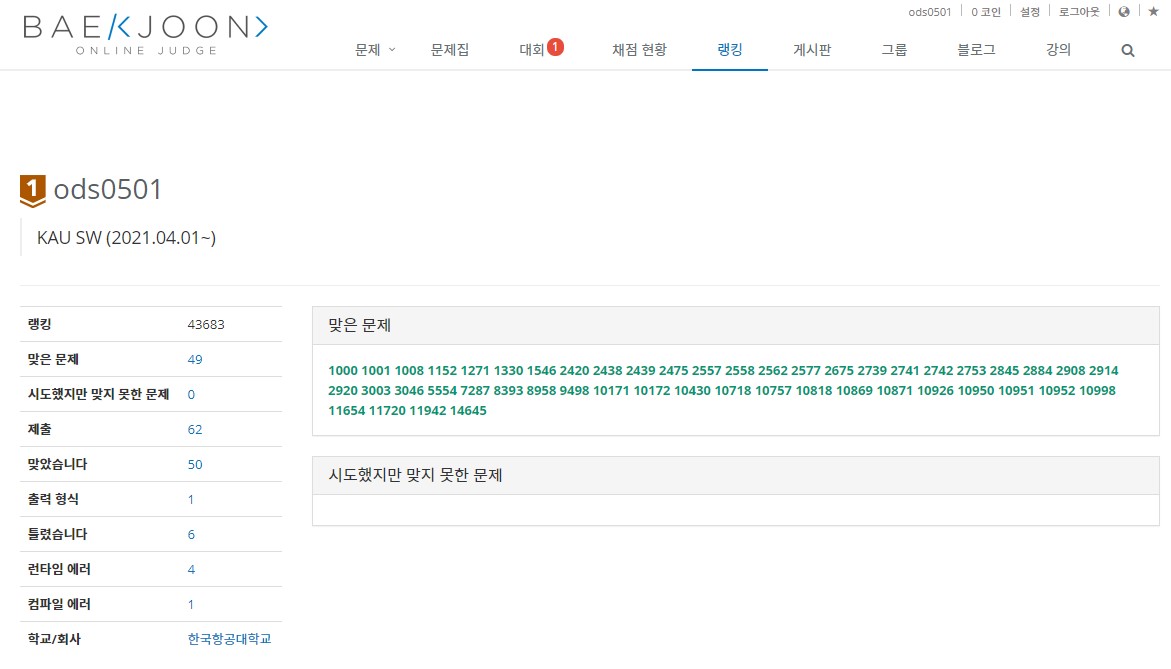 ods0501 0 코인 설정 로그아웃
BAEKJOON>
ONLINE JUDGE
문제 문제집 대회 1 채점 현황 랭킹 게시판 그룹 블로그 강의
1 ods0501
KAU SW (2021.04.01~)
랭킹 43683
맞은 문제 49
시도했지만 맞지 못한 문제 0
제출 62
맞았습니다 50
출력 형식 1
틀렸습니다 6
런타임 에러 4
컴파일 에러 1
학교/회사 한국항공대학교
맞은 문제
1000 1001 1008 1152 1271 1330 1546 2420 2438 2439 2475 2557 2558 2562 2577 2675 2739 2741 2742 2753 2845 2884 2908 2914
2920 3003 3046 5554 7287 8393 8958 9498 10171 10172 10430 10718 10757 10818 10869 10871 10926 10950 10951 10952 10998
11654 11720 11942 14645
시도했지만 맞지 못한 문제